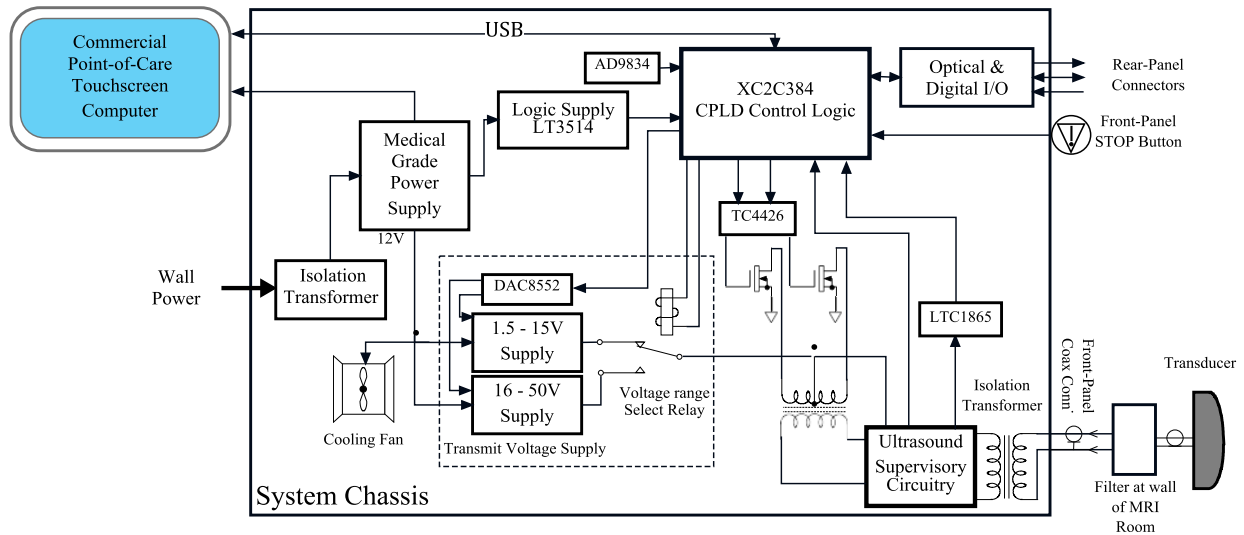 Commercial
Point-of-Care
Touchscreen
Computer
USB
AD9834
XC2C384
CPLD Control Logic
Optical &
Digital I/O
Rear-Panel
Connectors
Logic Supply
LT3514
Front-Panel
STOP Button
Medical
Grade
Power
Supply
12V
TC4426
Wall
Power
Isolation
Transformer
DAC8552
1.5 - 15V
Supply
16 - 50V
Supply
Voltage range
Select Relay
Transmit Voltage Supply
Cooling Fan
LTC1865
Isolation
Transformer
Front-Panel
Coax Conn'
Transducer
Ultrasound
Supervisory
Circuitry
Filter at wall
of MRI
Room
System Chassis